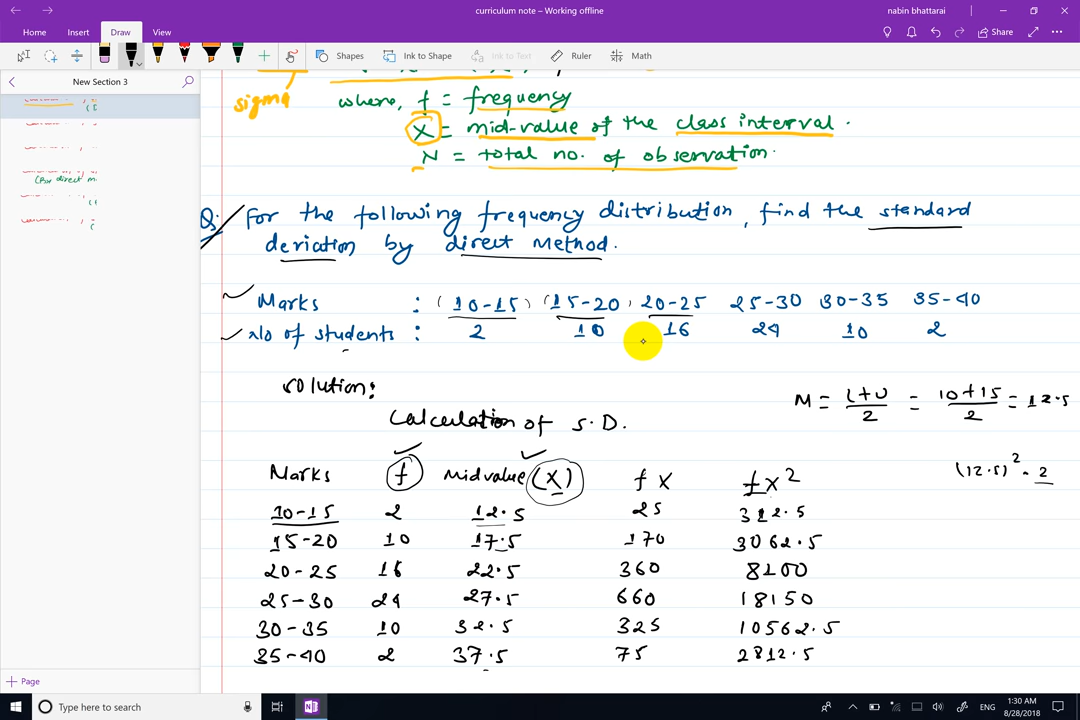 curriculum note – Working offline
nabin bhattarai
Home Insert Draw View
Share
Shapes Ink to Shape Ink to Text Ruler Math
New Section 3
sigma
where, f = frequency
X = mid-value of the class interval.
N = total no. of observation.
Q: For the following frequency distribution, find the standard
deviation by direct method.
Marks : (10-15) (15-20) 20-25 25-30 30-35 35-40
No of students : 2 10 16 24 10 2
solution:
M = L+U/2 = 10+15/2 = 12.5
Calculation of S.D.
(12.5)² - 2
Marks f Midvalue (X) fX fX²
10-15 2 12.5 25 312.5
15-20 10 17.5 170 3062.5
20-25 16 22.5 360 8100
25-30 24 27.5 660 18150
30-35 10 32.5 325 10562.5
35-40 2 37.5 75 2812.5
Page
Type here to search
ENG
1:30 AM
8/28/2018